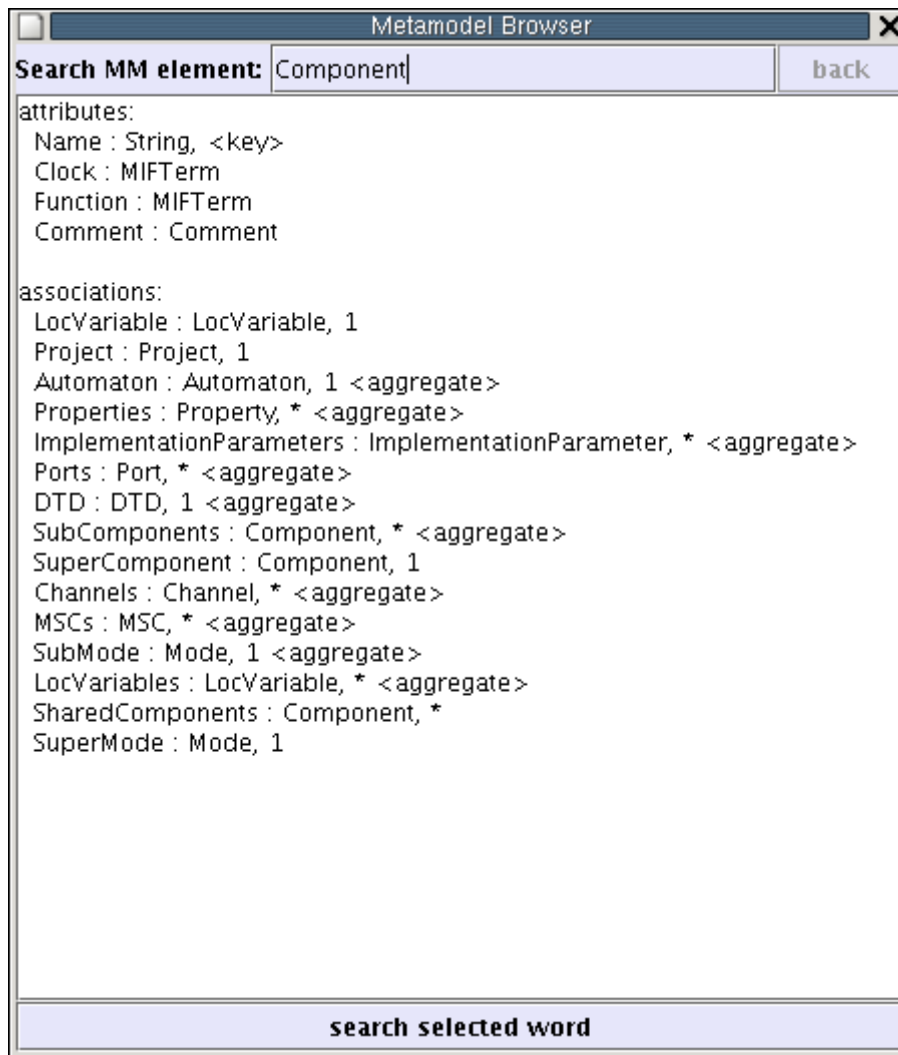 Metamodel Browser
Search MM element: Component back
attributes:
Name : String, <key>
Clock : MIFTerm
Function : MIFTerm
Comment : Comment
associations:
LocVariable : LocVariable, 1
Project : Project, 1
Automaton : Automaton, 1 <aggregate>
Properties : Property, * <aggregate>
ImplementationParameters : ImplementationParameter, * <aggregate>
Ports : Port, * <aggregate>
DTD : DTD, 1 <aggregate>
SubComponents : Component, * <aggregate>
SuperComponent : Component, 1
Channels : Channel, * <aggregate>
MSCs : MSC, * <aggregate>
SubMode : Mode, 1 <aggregate>
LocVariables : LocVariable, * <aggregate>
SharedComponents : Component, *
SuperMode : Mode, 1
search selected word